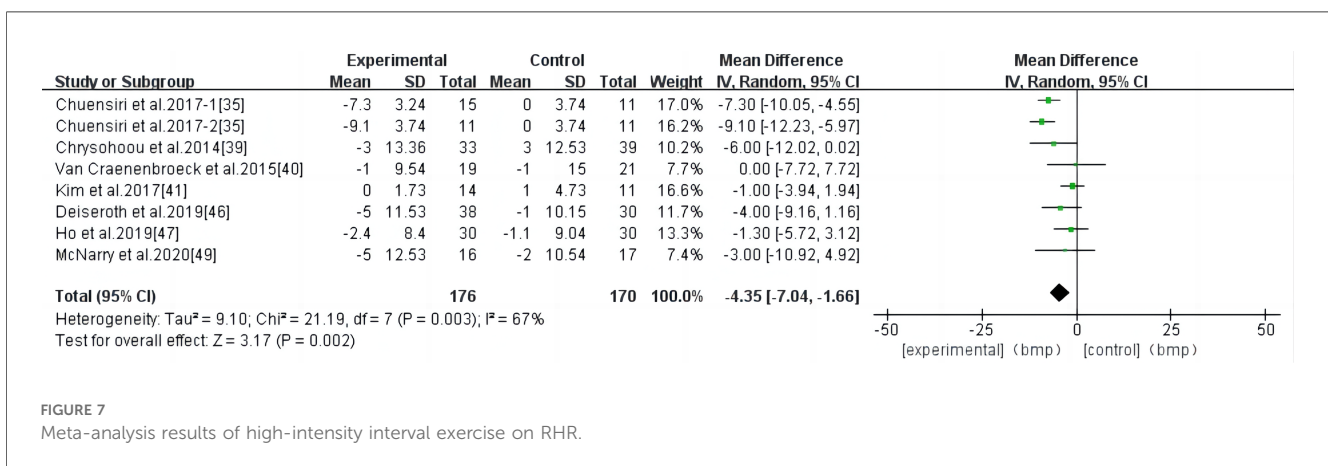 Experimental Control Mean Difference Mean Difference
Study or Subgroup Mean SD Total Mean SD Total Weight IV, Random, 95% CI IV, Random, 95% CI
Chuensiri et al.2017-1[35] -7.3 3.24 15 0 3.74 11 17.0% -7.30 [-10.05, -4.55]
Chuensiri et al.2017-2[35] -9.1 3.74 11 0 3.74 11 16.2% -9.10 [-12.23, -5.97]
Chrysohoou et al.2014[39] -3 13.36 33 3 12.53 39 10.2% -6.00 [-12.02, 0.02]
Van Craenenbroeck et al.2015[40] -1 9.54 19 -1 15 21 7.7% 0.00 [-7.72, 7.72]
Kim et al.2017[41] 0 1.73 14 1 4.73 11 16.6% -1.00 [-3.94, 1.94]
Deiseroth et al.2019[46] -5 11.53 38 -1 10.15 30 11.7% -4.00 [-9.16, 1.16]
Ho et al.2019[47] -2.4 8.4 30 -1.1 9.04 30 13.3% -1.30 [-5.72, 3.12]
McNarry et al.2020[49] -5 12.53 16 -2 10.54 17 7.4% -3.00 [-10.92, 4.92]
Total (95% CI) 176 170 100.0% -4.35 [-7.04, -1.66]
Heterogeneity: Tau² = 9.10; Chi² = 21.19, df = 7 (P = 0.003); I² = 67%
Test for overall effect: Z = 3.17 (P = 0.002)
-50 -25 0 25 50
[experimental] (bmp) [control] (bmp)
FIGURE 7
Meta-analysis results of high-intensity interval exercise on RHR.